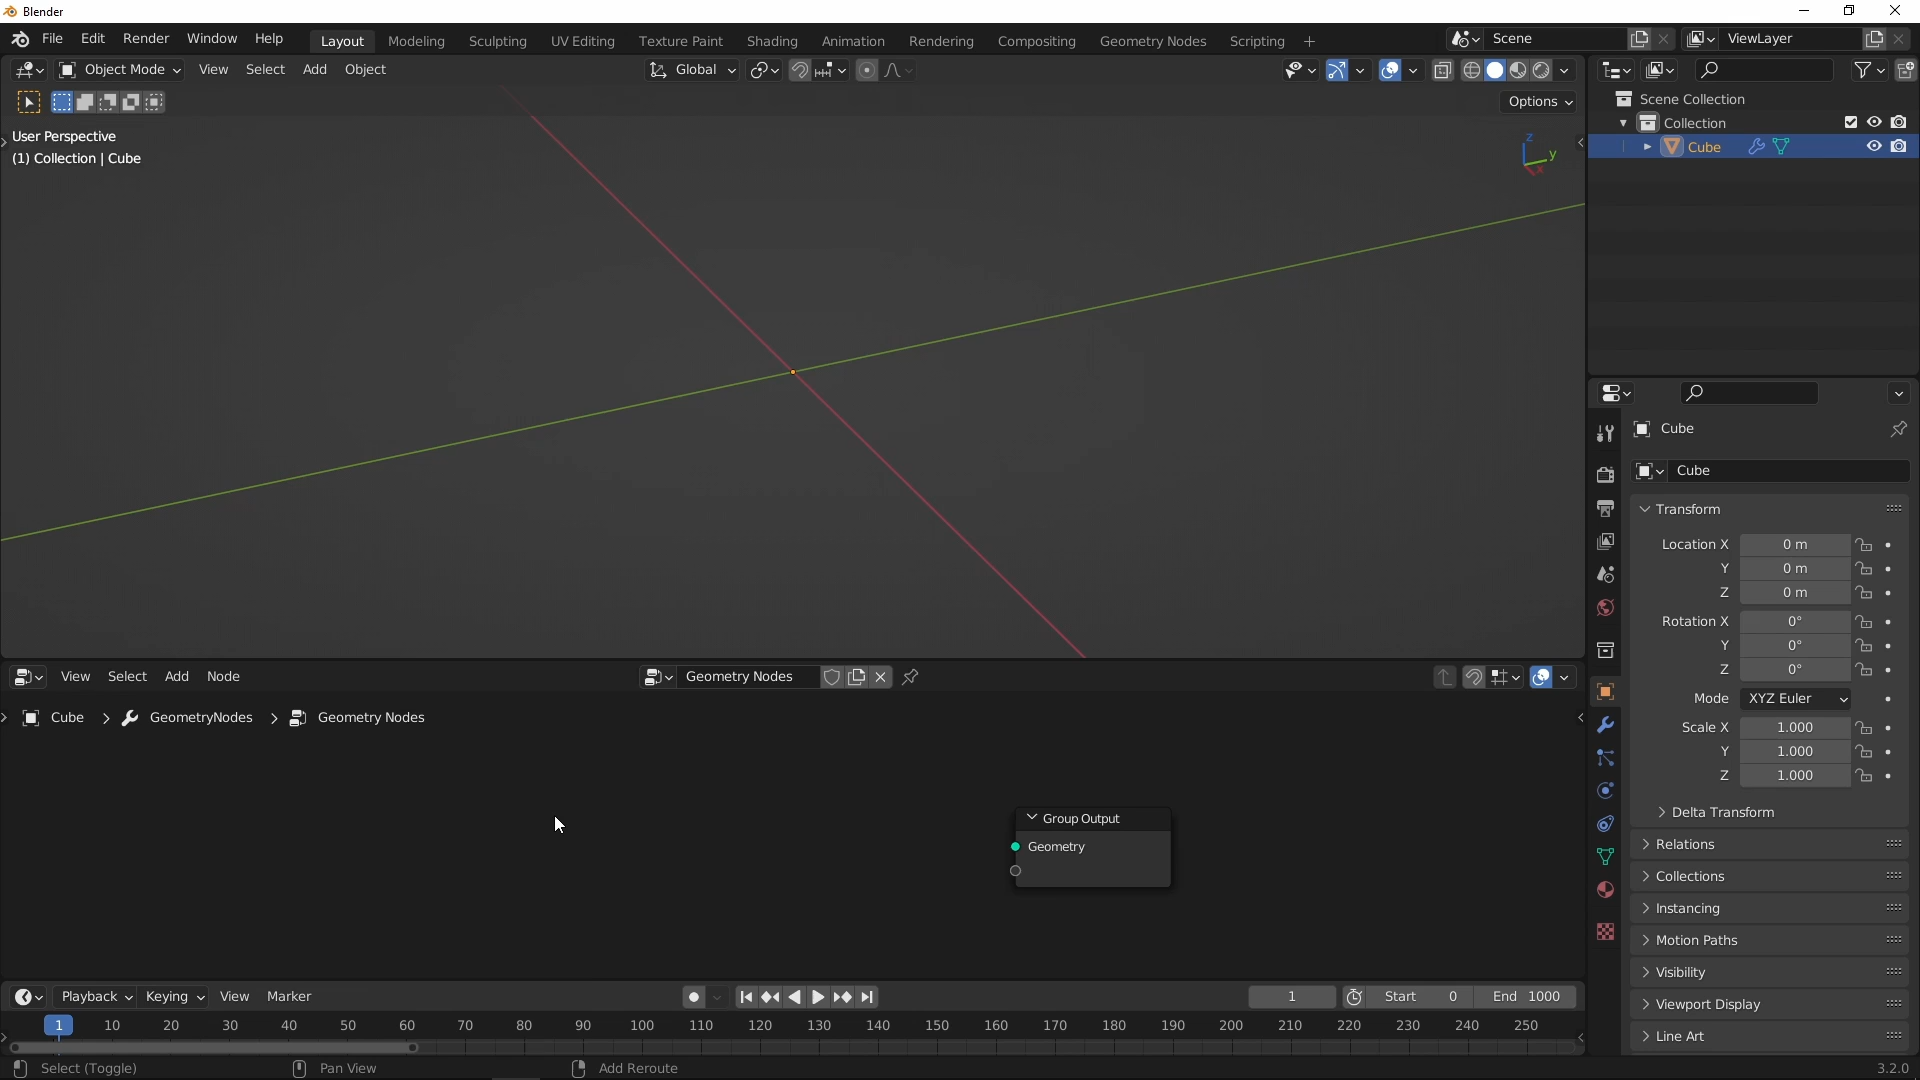 Blender
File Edit Render Window Help Layout Modeling Sculpting UV Editing Texture Paint Shading Animation Rendering Compositing Geometry Nodes Scripting + Scene ViewLayer
Object Mode View Select Add Object Global
Options
User Perspective
(1) Collection | Cube
z
y
x
Scene Collection
Collection
Cube
Cube
Cube
Transform
Location X 0 m
Y 0 m
Z 0 m
Rotation X 0°
Y 0°
Z 0°
Mode XYZ Euler
Scale X 1.000
Y 1.000
Z 1.000
Delta Transform
Relations
Collections
Instancing
Motion Paths
Visibility
Viewport Display
Line Art
View Select Add Node Geometry Nodes
Cube > GeometryNodes > Geometry Nodes
Group Output
Geometry
Playback Keying View Marker 1 Start 0 End 1000
1 10 20 30 40 50 60 70 80 90 100 110 120 130 140 150 160 170 180 190 200 210 220 230 240 250
Select (Toggle) Pan View Add Reroute 3.2.0